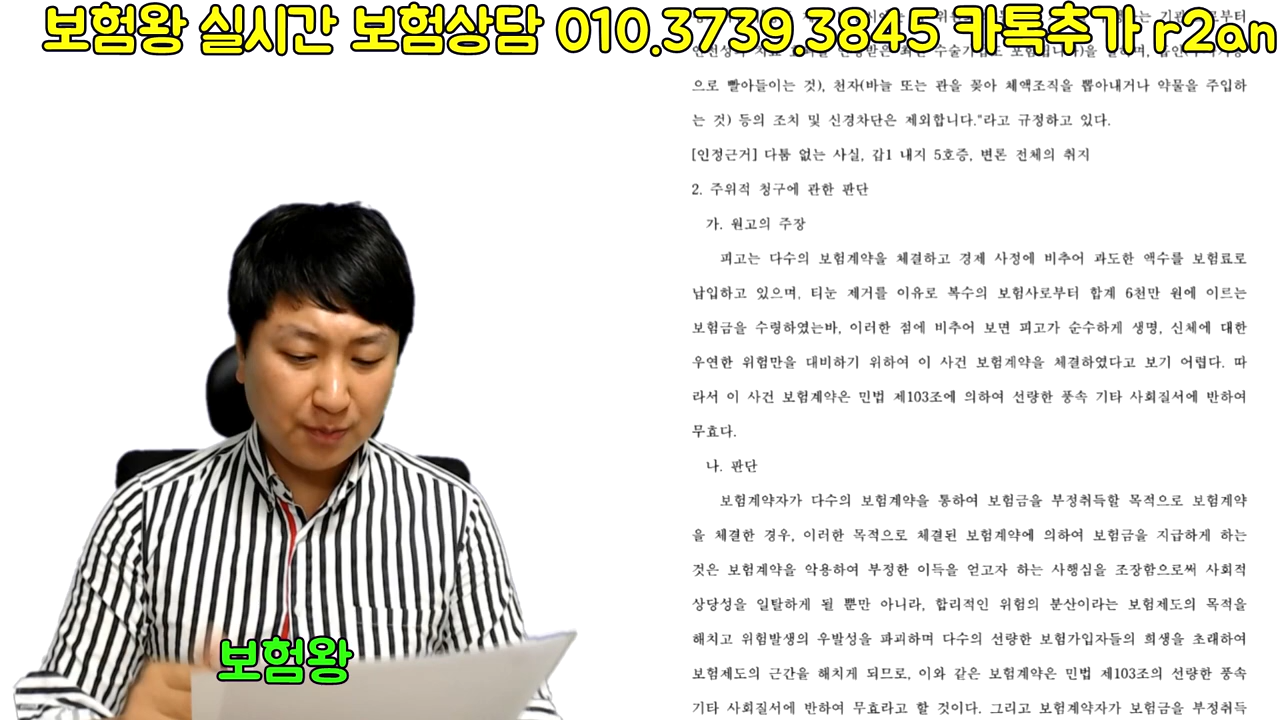 보험왕 실시간 보험상담 010.3739.3845 카톡추가 r2an
으로 빨아들이는 것), 천자(바늘 또는 관을 꽂아 체액조직을 뽑아내거나 약물을 주입하
는 것) 등의 조치 및 신경차단은 제외합니다."라고 규정하고 있다.
[인정근거] 다툼 없는 사실, 갑1 내지 5호증, 변론 전체의 취지
2. 주위적 청구에 관한 판단
가. 원고의 주장
피고는 다수의 보험계약을 체결하고 경제 사정에 비추어 과도한 액수를 보험료로
납입하고 있으며, 티눈 제거를 이유로 복수의 보험사로부터 합계 6천만 원에 이르는
보험금을 수령하였는바, 이러한 점에 비추어 보면 피고가 순수하게 생명, 신체에 대한
우연한 위험만을 대비하기 위하여 이 사건 보험계약을 체결하였다고 보기 어렵다. 따
라서 이 사건 보험계약은 민법 제103조에 의하여 선량한 풍속 기타 사회질서에 반하여
무효다.
나. 판단
보험계약자가 다수의 보험계약을 통하여 보험금을 부정취득할 목적으로 보험계약
을 체결한 경우, 이러한 목적으로 체결된 보험계약에 의하여 보험금을 지급하게 하는
것은 보험계약을 악용하여 부정한 이득을 얻고자 하는 사행심을 조장함으로써 사회적
상당성을 일탈하게 될 뿐만 아니라, 합리적인 위험의 분산이라는 보험제도의 목적을
해치고 위험발생의 우발성을 파괴하며 다수의 선량한 보험가입자들의 희생을 초래하여
보험제도의 근간을 해치게 되므로, 이와 같은 보험계약은 민법 제103조의 선량한 풍속
기타 사회질서에 반하여 무효라고 할 것이다. 그리고 보험계약자가 보험금을 부정취득
보험왕